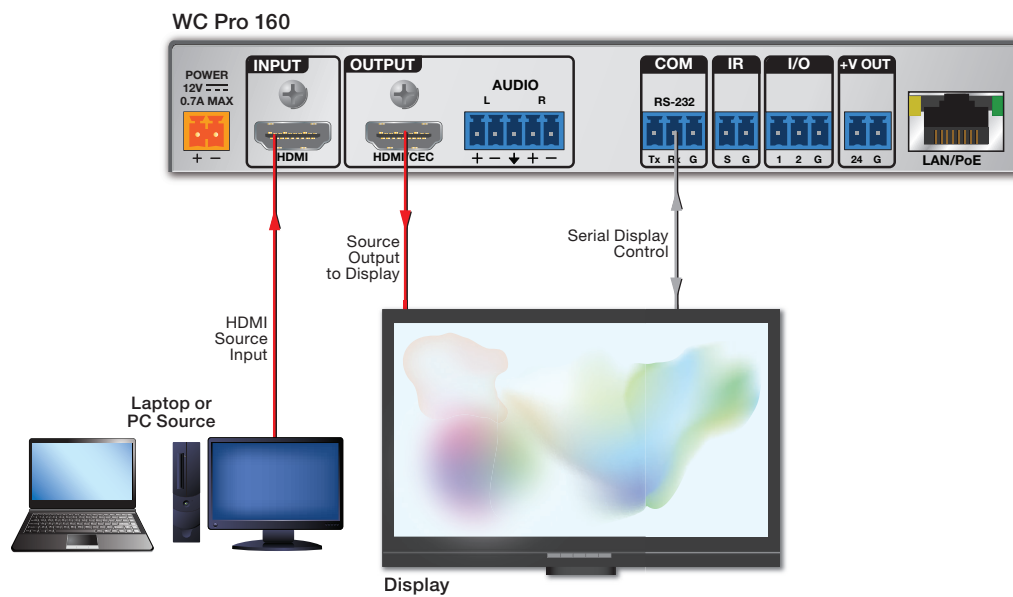 WC Pro 160
POWER
12V
0.7A MAX
+ −
INPUT
HDMI
OUTPUT
HDMI/CEC
AUDIO
L R
+ − + −
COM
RS-232
Tx Rx G
IR
S G
I/O
1 2 G
+V OUT
24 G
LAN/PoE
Source
Output
to Display
Serial Display
Control
HDMI
Source
Input
Laptop or
PC Source
Display